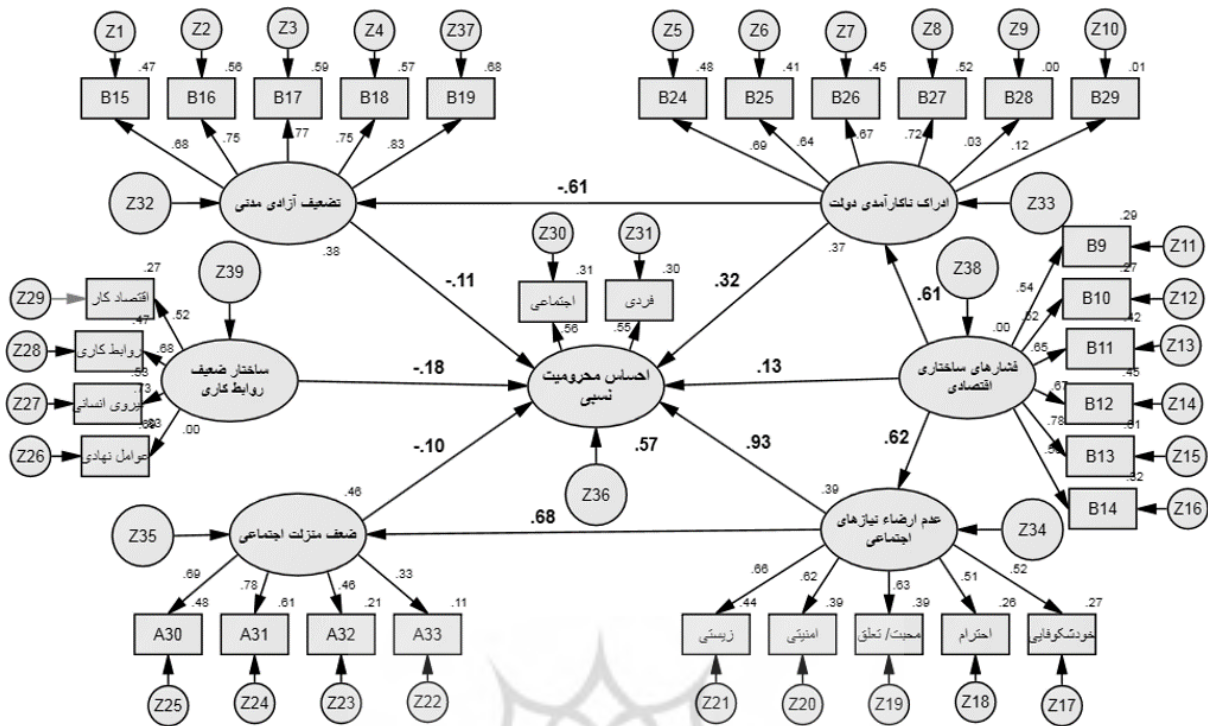 Z1 Z2 Z3 Z4 Z37 Z5 Z6 Z7 Z8 Z9 Z10
.47 .56 .59 .57 .68 .48 .41 .45 .52 .00 .01
B15 B16 B17 B18 B19 B24 B25 B26 B27 B28 B29
.68 .75 .77 .75 .83 .69 .64 .67 .72 .03 .12
Z32
تضعیف آزادی مدنی
.38
-.61
ادراک ناکارآمدی دولت
.37
Z33
Z39
Z30 Z31
.31 .30
اجتماعی
فردی
.56 .55
-.11
.32
.61
Z38
.00
.29
B9
Z11
.54
.27
B10
Z12
.52
.42
B11
Z13
.65
.45
B12
Z14
.67
.61
B13
Z15
.78
.32
B14
Z16
.27
اقتصاد کار
Z29
.52
.47
روابط کاری
Z28
.68
.53
نیروی انسانی
Z27
.73
عوامل نهادی
Z26
.00
ساختار ضعیف
روابط کاری
-.18
احساس محرومیت
نسبی
.57
Z36
.13
فشارهای ساختاری
اقتصادی
-.10
.93
.62
Z35
.46
ضعف منزلت اجتماعی
.68
.39
عدم ارضاء نیازهای
اجتماعی
Z34
.69 .78 .46 .33 .66 .62 .63 .51 .52
.48 .61 .21 .11 .44 .39 .39 .26 .27
A30 A31 A32 A33
زیستی
امنیتی
محبت/ تعلق
احترام
خودشکوفایی
Z25 Z24 Z23 Z22 Z21 Z20 Z19 Z18 Z17